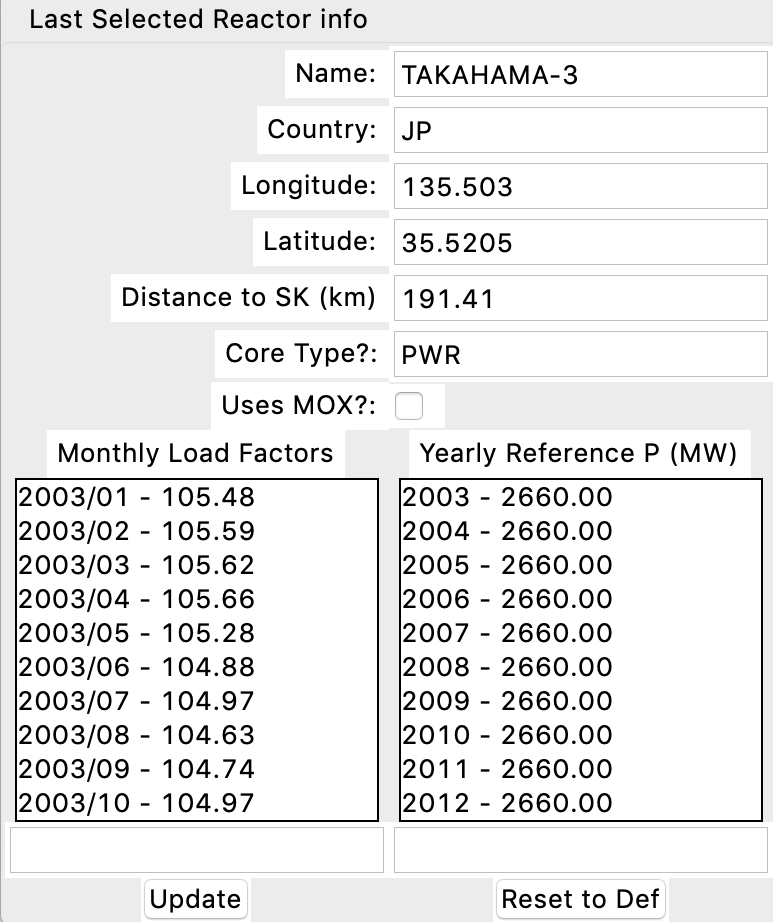 Last Selected Reactor info
Name: TAKAHAMA-3
Country: JP
Longitude: 135.503
Latitude: 35.5205
Distance to SK (km) 191.41
Core Type?: PWR
Uses MOX?:
Monthly Load Factors Yearly Reference P (MW)
2003/01 - 105.48 2003 - 2660.00
2003/02 - 105.59 2004 - 2660.00
2003/03 - 105.62 2005 - 2660.00
2003/04 - 105.66 2006 - 2660.00
2003/05 - 105.28 2007 - 2660.00
2003/06 - 104.88 2008 - 2660.00
2003/07 - 104.97 2009 - 2660.00
2003/08 - 104.63 2010 - 2660.00
2003/09 - 104.74 2011 - 2660.00
2003/10 - 104.97 2012 - 2660.00
Update Reset to Def